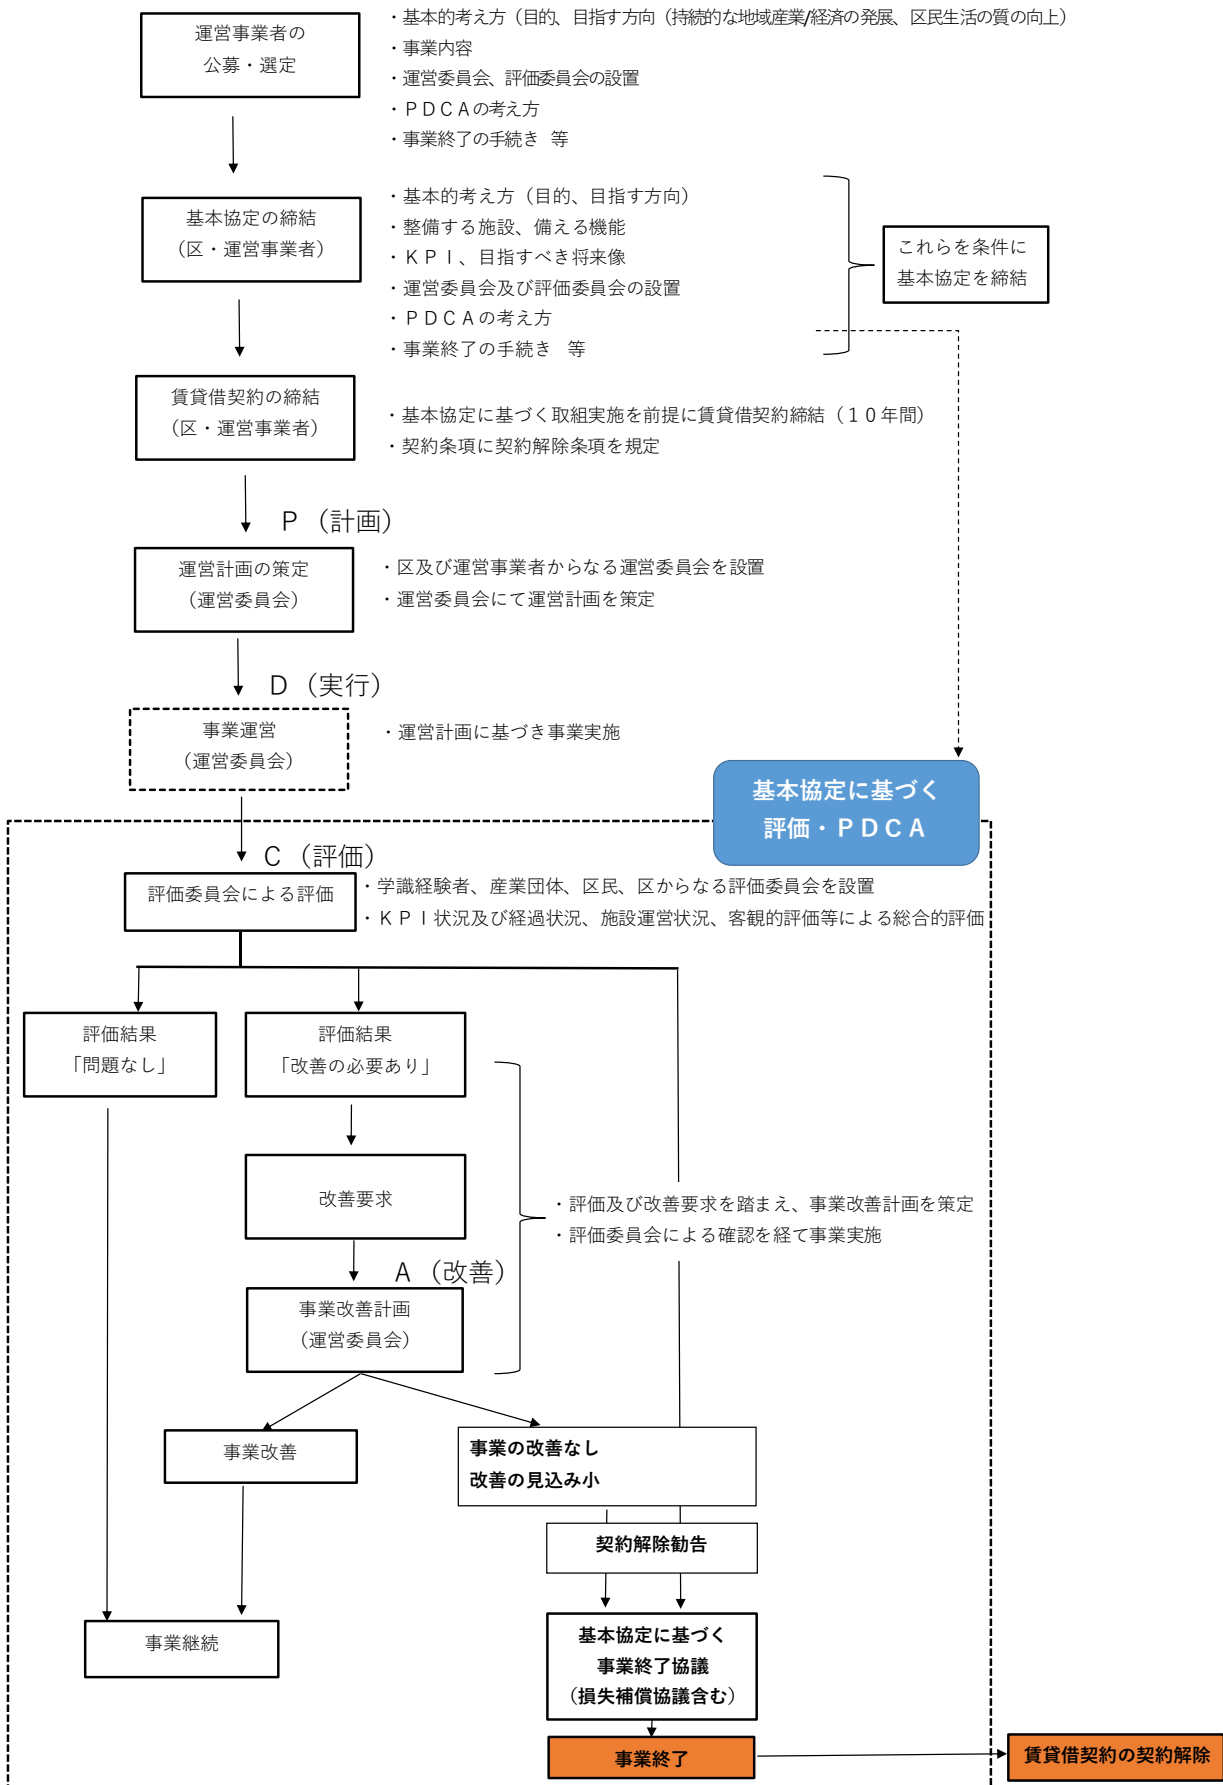 運営事業者の
公募・選定
・基本的考え方（目的、目指す方向（持続的な地域産業/経済の発展、区民生活の質の向上）
・事業内容
・運営委員会、評価委員会の設置
・ＰＤＣＡの考え方
・事業終了の手続き　等
基本協定の締結
（区・運営事業者）
・基本的考え方（目的、目指す方向）
・整備する施設、備える機能
・ＫＰＩ、目指すべき将来像
・運営委員会及び評価委員会の設置
・ＰＤＣＡの考え方
・事業終了の手続き　等
これらを条件に
基本協定を締結
賃貸借契約の締結
（区・運営事業者）
・基本協定に基づく取組実施を前提に賃貸借契約締結（１０年間）
・契約条項に契約解除条項を規定
Ｐ（計画）
運営計画の策定
（運営委員会）
・区及び運営事業者からなる運営委員会を設置
・運営委員会にて運営計画を策定
Ｄ（実行）
事業運営
（運営委員会）
・運営計画に基づき事業実施
基本協定に基づく
評価・ＰＤＣＡ
Ｃ（評価）
評価委員会による評価
・学識経験者、産業団体、区民、区からなる評価委員会を設置
・ＫＰＩ状況及び経過状況、施設運営状況、客観的評価等による総合的評価
評価結果
「問題なし」
評価結果
「改善の必要あり」
改善要求
・評価及び改善要求を踏まえ、事業改善計画を策定
・評価委員会による確認を経て事業実施
Ａ（改善）
事業改善計画
（運営委員会）
事業改善
事業の改善なし
改善の見込み小
契約解除勧告
事業継続
基本協定に基づく
事業終了協議
（損失補償協議含む）
事業終了
賃貸借契約の契約解除